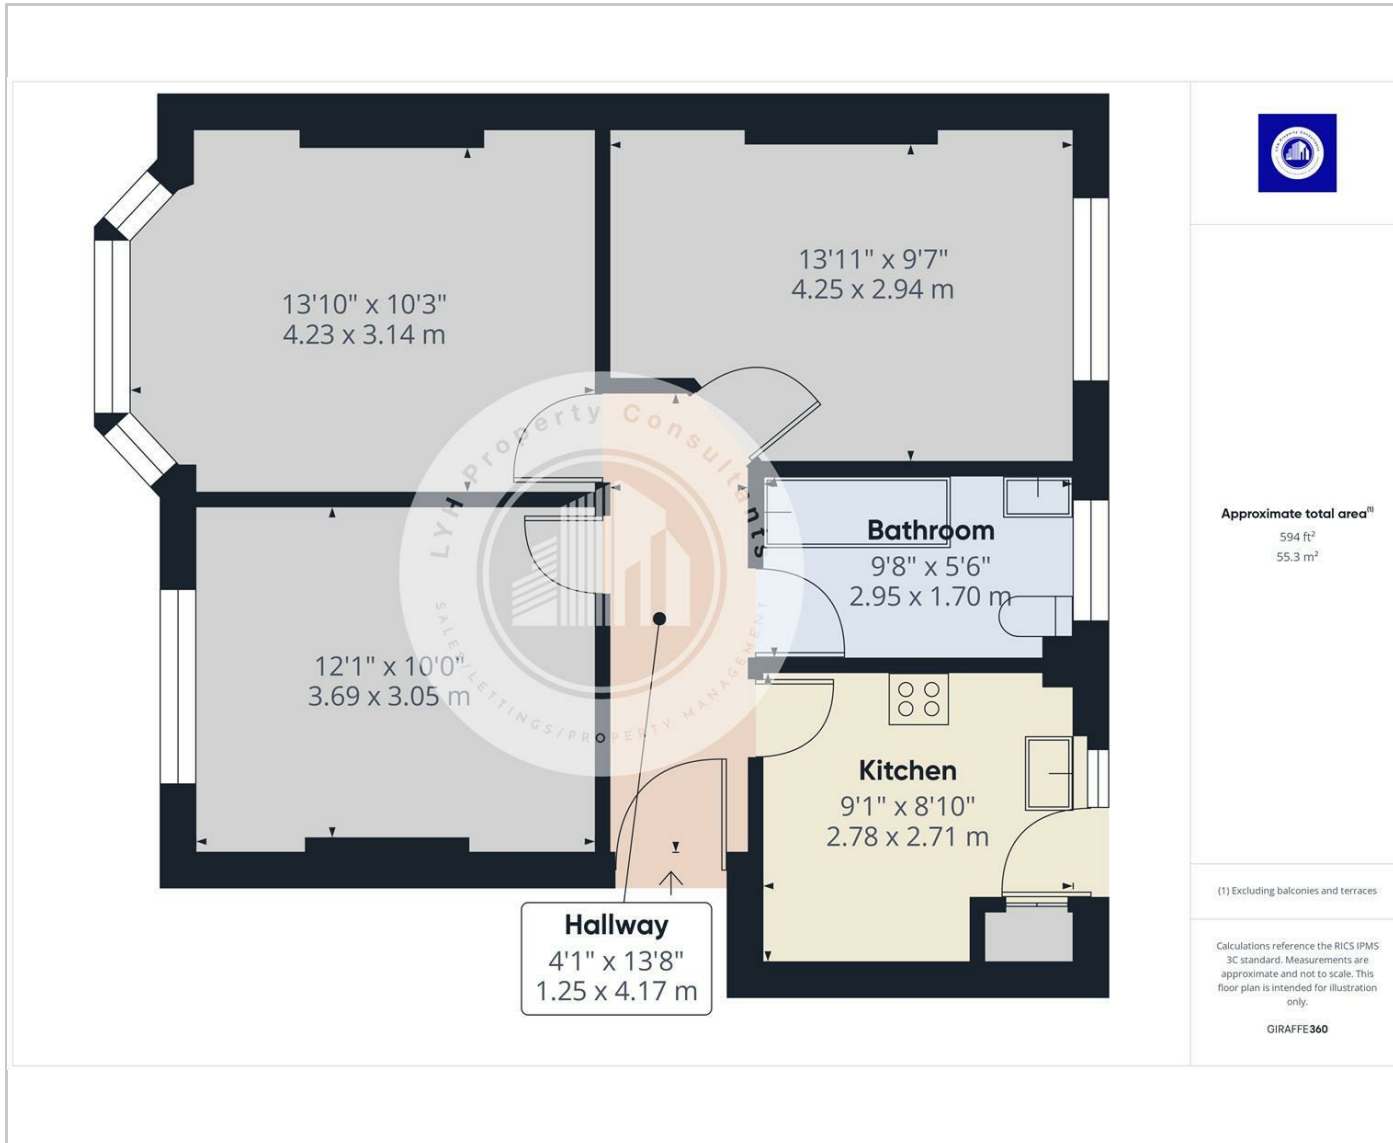 13'10" x 10'3"
4.23 x 3.14 m
13'11" x 9'7"
4.25 x 2.94 m
LYH Property Consultants
SALES/LETTINGS/PROPERTY MANAGEMENT
Bathroom
9'8" x 5'6"
2.95 x 1.70 m
12'1" x 10'0"
3.69 x 3.05 m
Kitchen
9'1" x 8'10"
2.78 x 2.71 m
Hallway
4'1" x 13'8"
1.25 x 4.17 m
Approximate total area(1)
594 ft²
55.3 m²
(1) Excluding balconies and terraces
Calculations reference the RICS IPMS
3C standard. Measurements are
approximate and not to scale. This
floor plan is intended for illustration
only.
GIRAFFE360